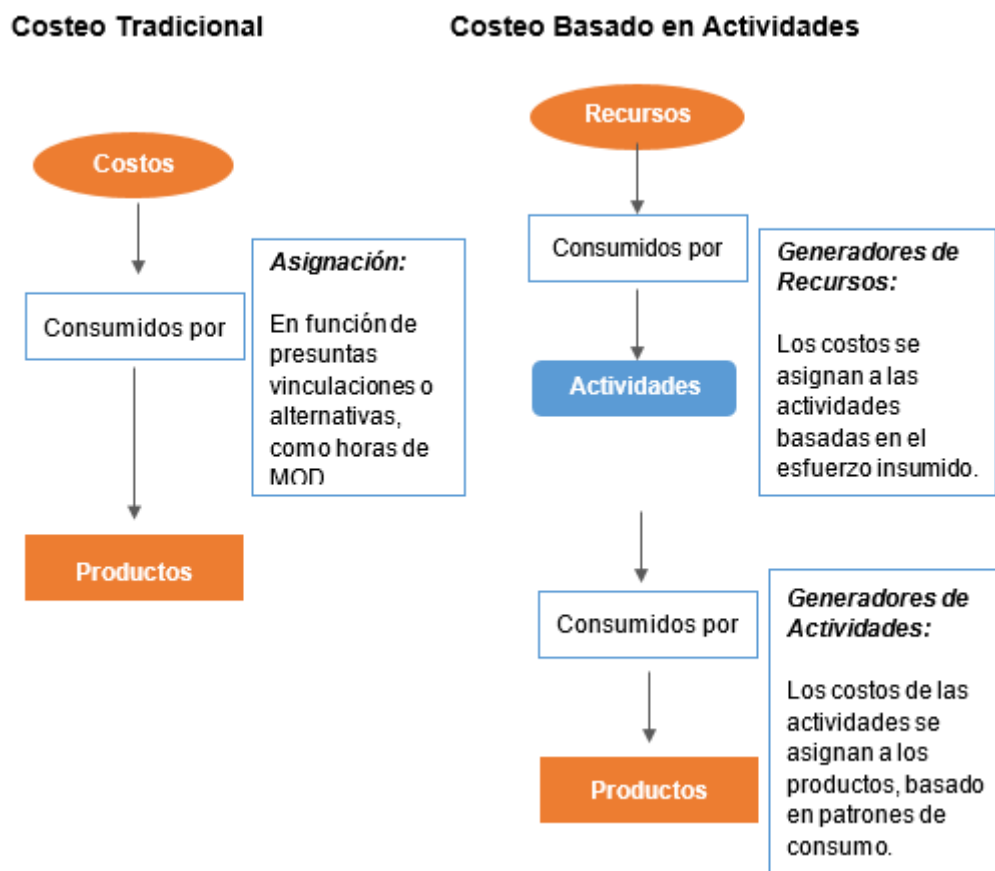 Costeo Tradicional
Costos
Consumidos por
Asignación:
En función de
presuntas
vinculaciones o
alternativas,
como horas de
MOD
Productos
Costeo Basado en Actividades
Recursos
Consumidos por
Generadores de
Recursos:
Los costos se
asignan a las
actividades
basadas en el
esfuerzo insumido.
Actividades
Consumidos por
Generadores de
Actividades:
Los costos de las
actividades se
asignan a los
productos, basado
en patrones de
consumo.
Productos